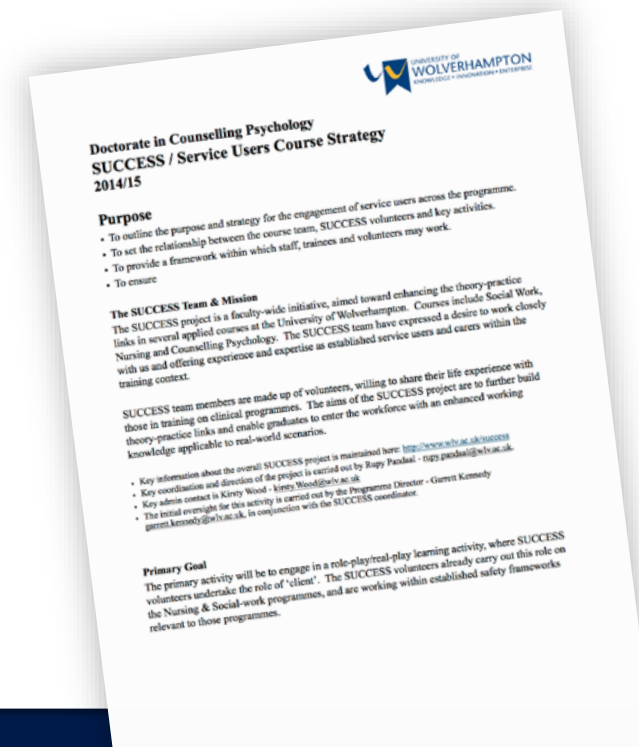 UNIVERSITY OF
WOLVERHAMPTON
KNOWLEDGE • INNOVATION • ENTERPRISE
Doctorate in Counselling Psychology
SUCCESS / Service Users Course Strategy
2014/15
Purpose
• To outline the purpose and strategy for the engagement of service users across the programme.
• To set the relationship between the course team, SUCCESS volunteers and key activities.
• To provide a framework within which staff, trainees and volunteers may work.
• To ensure
The SUCCESS Team & Mission
The SUCCESS project is a faculty-wide initiative, aimed toward enhancing the theory-practice
links in several applied courses at the University of Wolverhampton. Courses include Social Work,
Nursing and Counselling Psychology. The SUCCESS team have expressed a desire to work closely
with us and offering experience and expertise as established service users and carers within the
training context.
SUCCESS team members are made up of volunteers, willing to share their life experience with
those in training on clinical programmes. The aims of the SUCCESS project are to further build
theory-practice links and enable graduates to enter the workforce with an enhanced working
knowledge applicable to real-world scenarios.
• Key information about the overall SUCCESS project is maintained here: http://www.wlv.ac.uk/success
• Key coordination and direction of the project is carried out by Rupy Pandaal - rupy.pandaal@wlv.ac.uk.
• Key admin contact is Kirsty Wood - kirsty.Wood@wlv.ac.uk
• The initial oversight for this activity is carried out by the Programme Director - Garrett Kennedy
garrett.kennedy@wlv.ac.uk, in conjunction with the SUCCESS coordinator.
Primary Goal
The primary activity will be to engage in a role-play/real-play learning activity, where SUCCESS
volunteers undertake the role of 'client'. The SUCCESS volunteers already carry out this role on
the Nursing & Social-work programmes, and are working within established safety frameworks
relevant to those programmes.